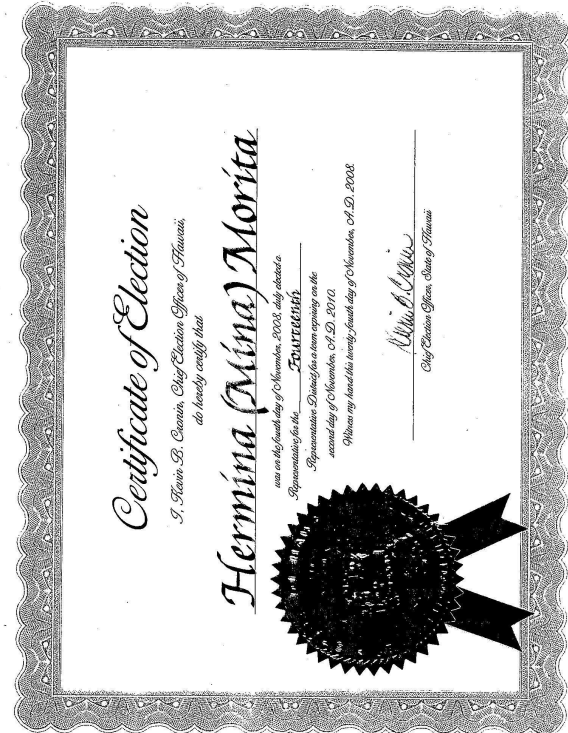 Certificate of Election
I, Kevin B. Cronin, Chief Election Officer of Hawaii,
do hereby certify that
Hermina (Mina) Morita
was on the fourth day of November, 2008, duly elected a
Representative for the Fourteenth
Representative District for a term expiring on the
second day of November, A.D. 2010.
Witness my hand this twenty-fourth day of November, A.D. 2008.
Kevin B. Cronin
Chief Election Officer, State of Hawaii